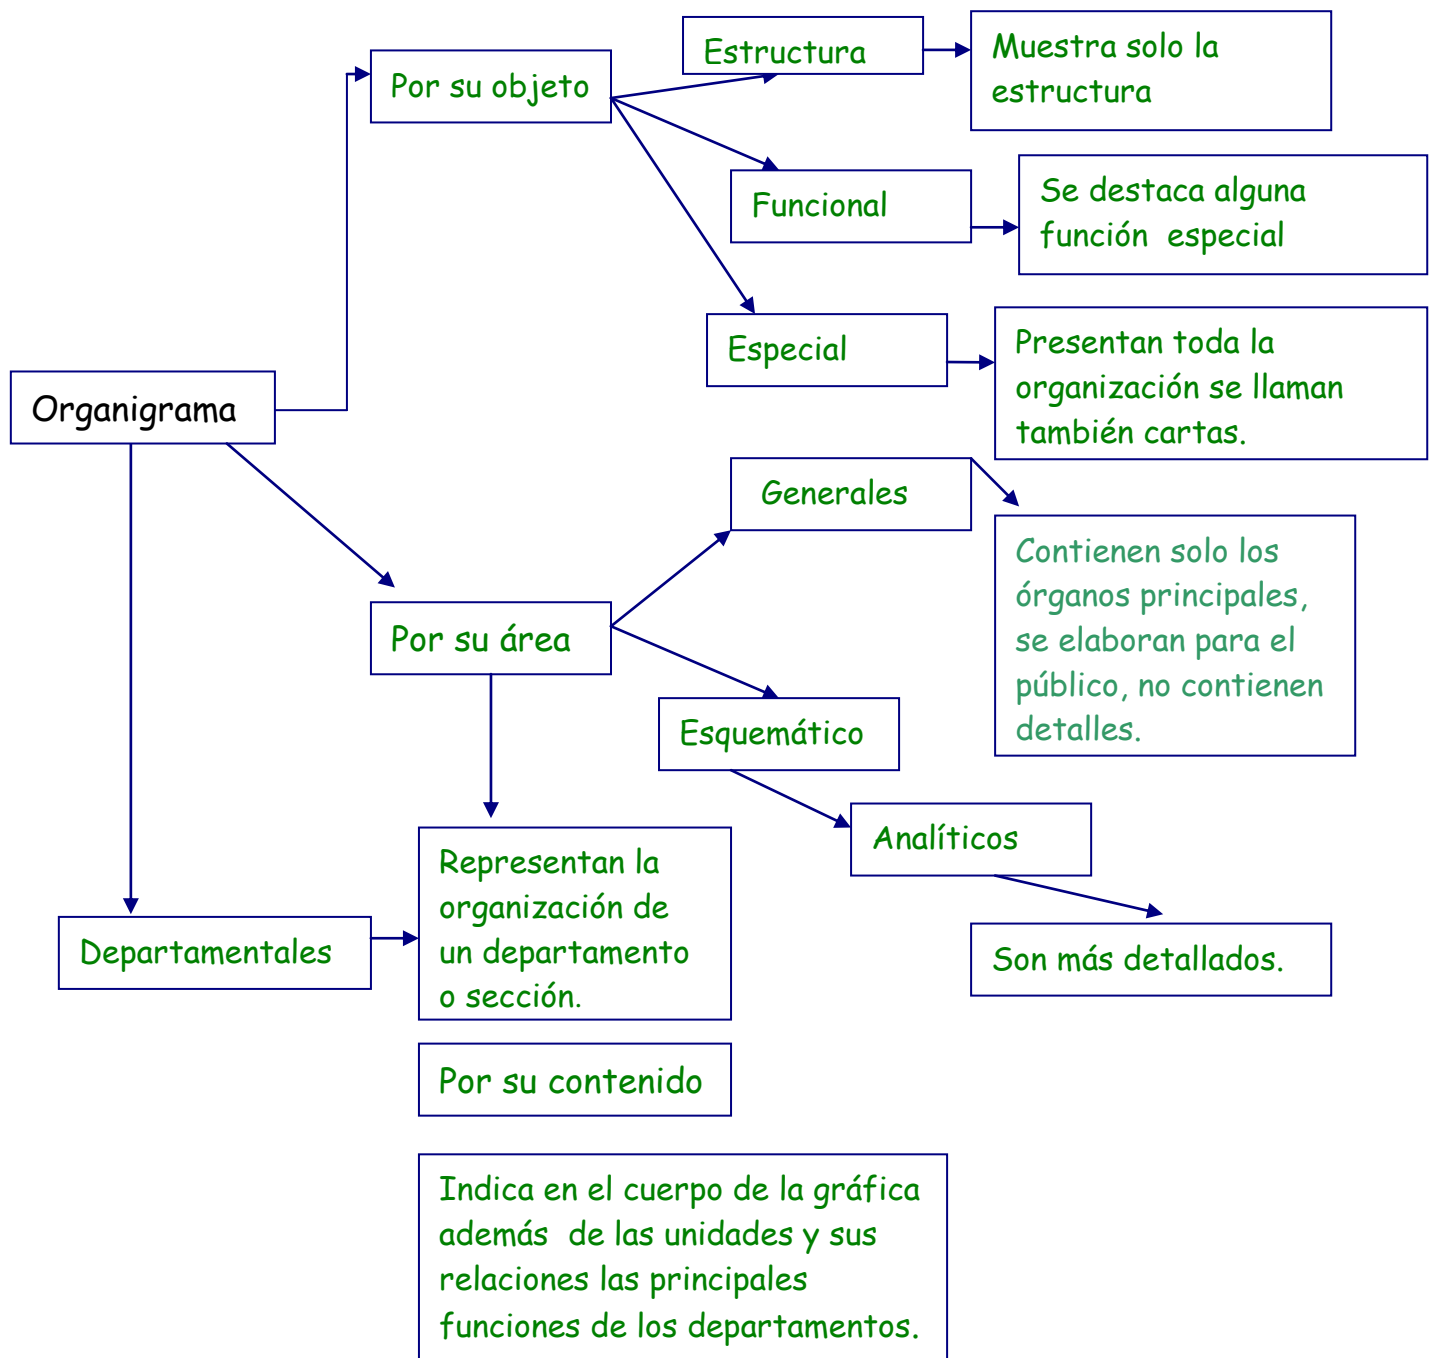 Estructura
Muestra solo la
estructura
Por su objeto
Funcional
Se destaca alguna
función  especial
Especial
Presentan toda la
organización se llaman
también cartas.
Organigrama
Generales
Contienen solo los
órganos principales,
se elaboran para el
público, no contienen
detalles.
Por su área
Esquemático
Analíticos
Son más detallados.
Departamentales
Representan la
organización de
un departamento
o sección.
Por su contenido
Indica en el cuerpo de la gráfica
además  de las unidades y sus
relaciones las principales
funciones de los departamentos.